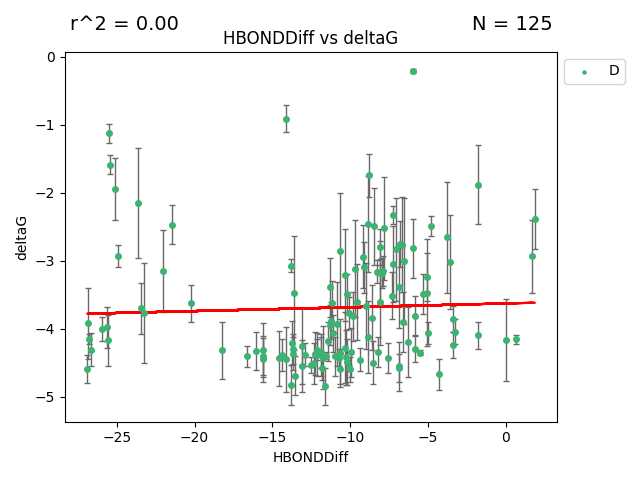 r^2 = 0.00
N = 125
HBONDDiff vs deltaG
D
0
−1
−2
−3
−4
−5
deltaG
−25
−20
−15
−10
−5
0
HBONDDiff